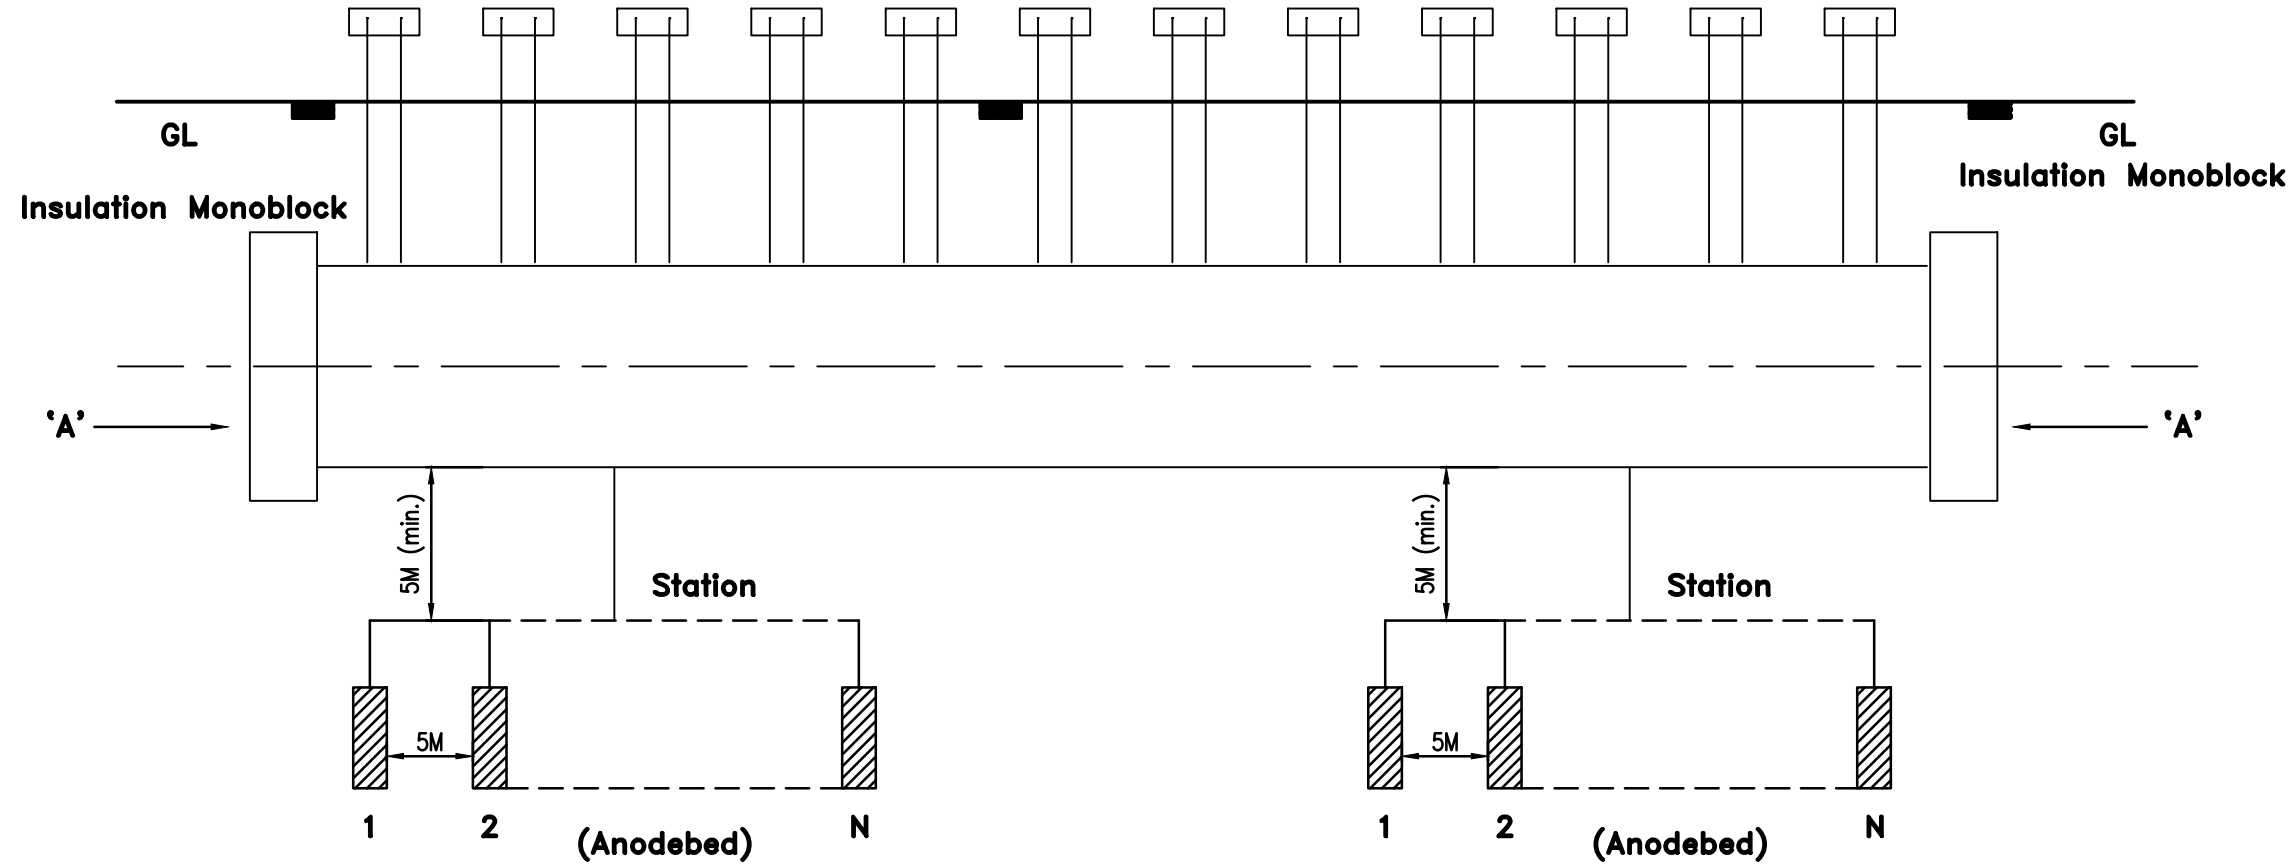 GL
GL
Insulation Monoblock
Insulation Monoblock
‘A’
‘A’
5M (min.)
5M (min.)
Station
Station
5M
5M
1
2
N
1
2
N
(Anodebed)
(Anodebed)